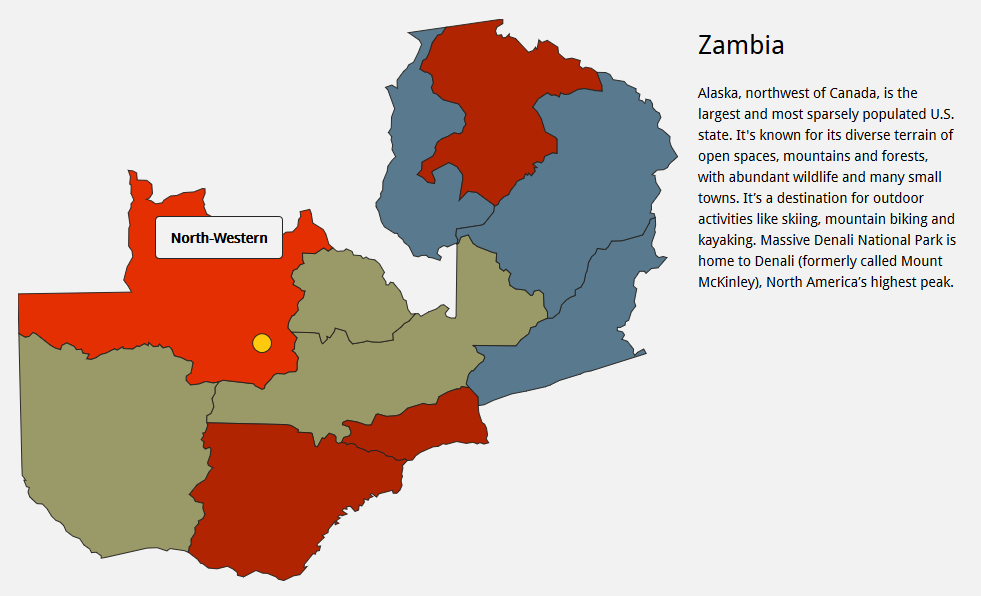 Zambia
Alaska, northwest of Canada, is the
largest and most sparsely populated U.S.
state. It's known for its diverse terrain of
open spaces, mountains and forests,
with abundant wildlife and many small
towns. It’s a destination for outdoor
activities like skiing, mountain biking and
kayaking. Massive Denali National Park is
home to Denali (formerly called Mount
McKinley), North America’s highest peak.
North-Western